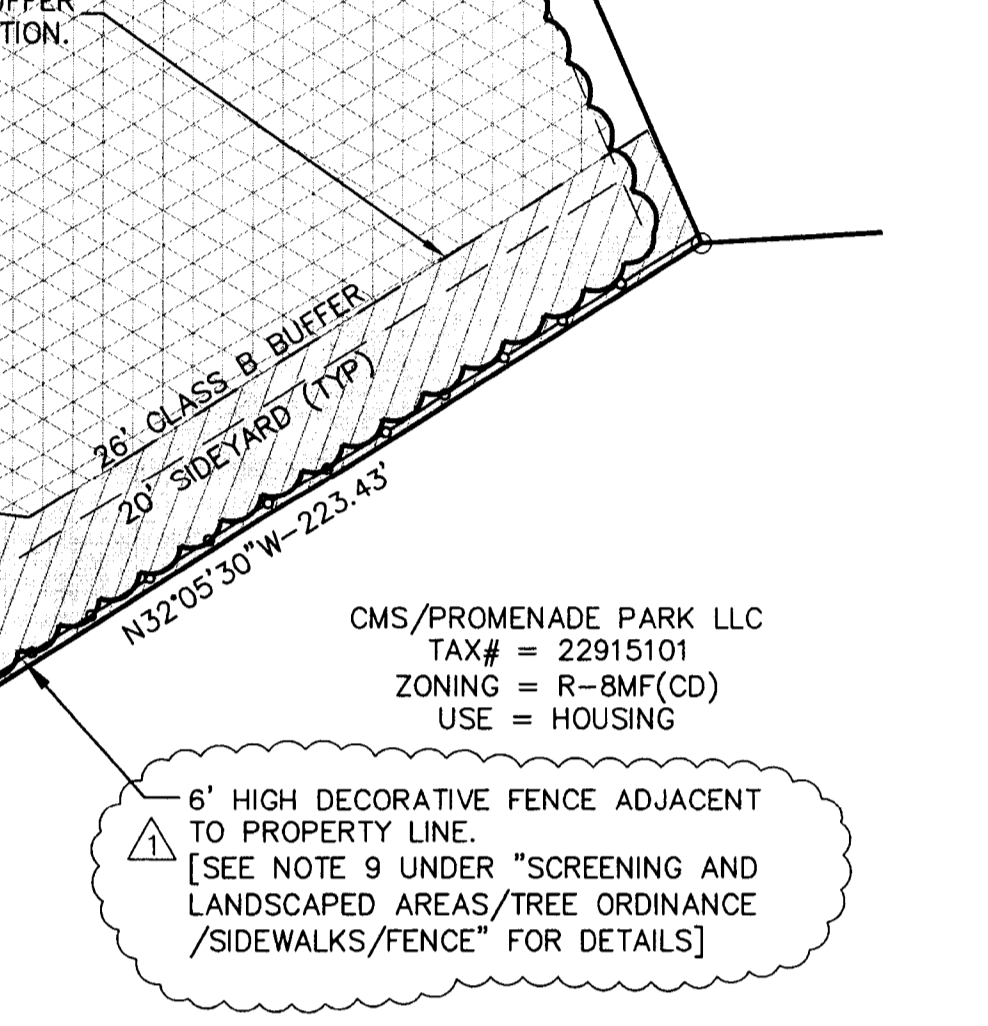 TION.
26' CLASS B BUFFER
20' SIDEYARD (TYP)
N32°05'30"W-223.43'
CMS/PROMENADE PARK LLC
TAX# = 22915101
ZONING = R-8MF(CD)
USE = HOUSING
6' HIGH DECORATIVE FENCE ADJACENT
1 TO PROPERTY LINE.
[SEE NOTE 9 UNDER "SCREENING AND
LANDSCAPED AREAS/TREE ORDINANCE
/SIDEWALKS/FENCE" FOR DETAILS]